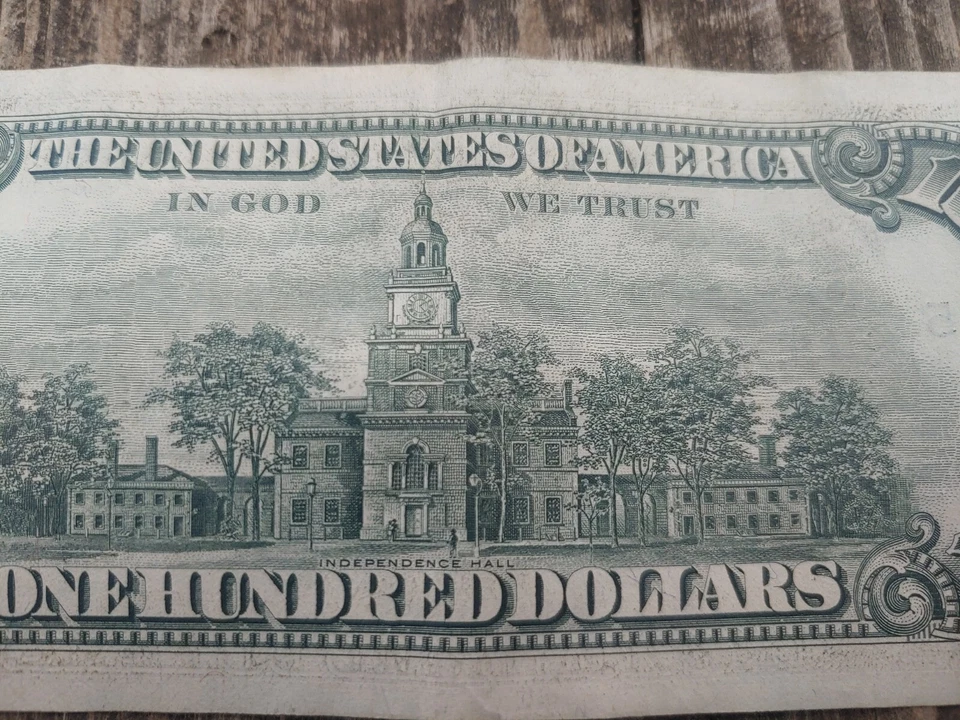 THE UNITED STATES OF AMERICA
IN GOD WE TRUST
INDEPENDENCE HALL
ONE HUNDRED DOLLARS